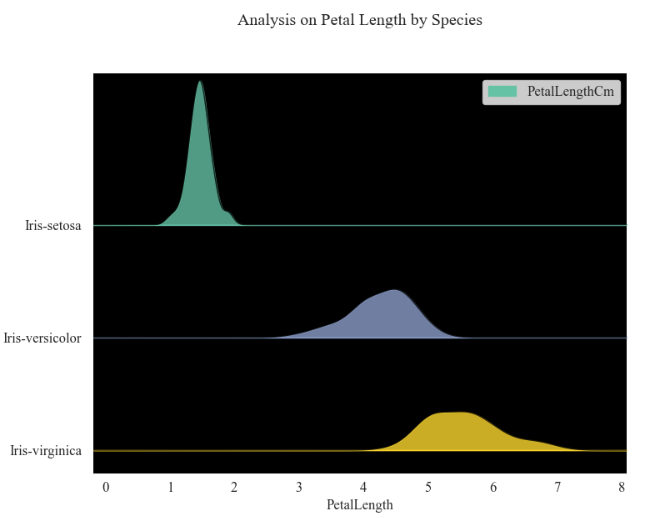 Analysis on Petal Length by Species
PetalLengthCm
Iris-setosa
Iris-versicolor
Iris-virginica
0 1 2 3 4 5 6 7 8
PetalLength